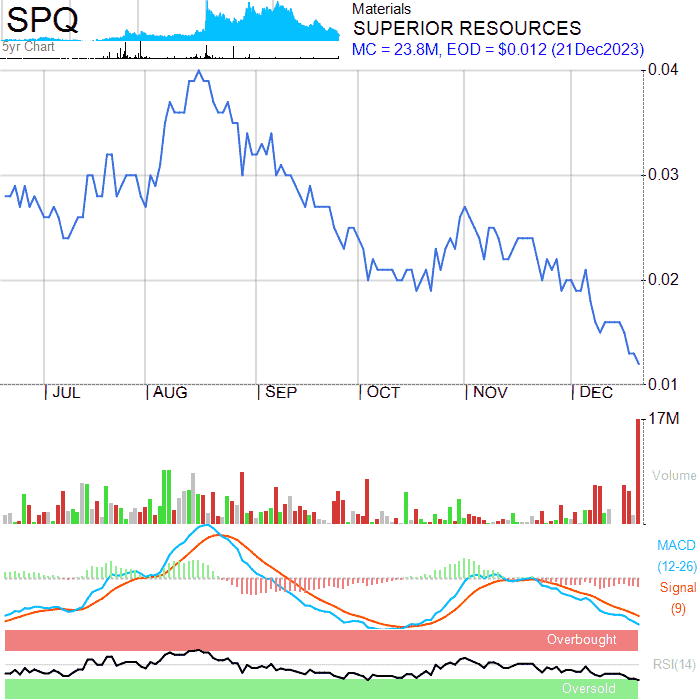 SPQ
5yr Chart
Materials
SUPERIOR RESOURCES
MC = 23.8M, EOD = $0.012 (21Dec2023)
0.04
0.03
0.02
0.01
JUL AUG SEP OCT NOV DEC
17M
Volume
MACD
(12-26)
Signal
(9)
Overbought
RSI(14)
Oversold